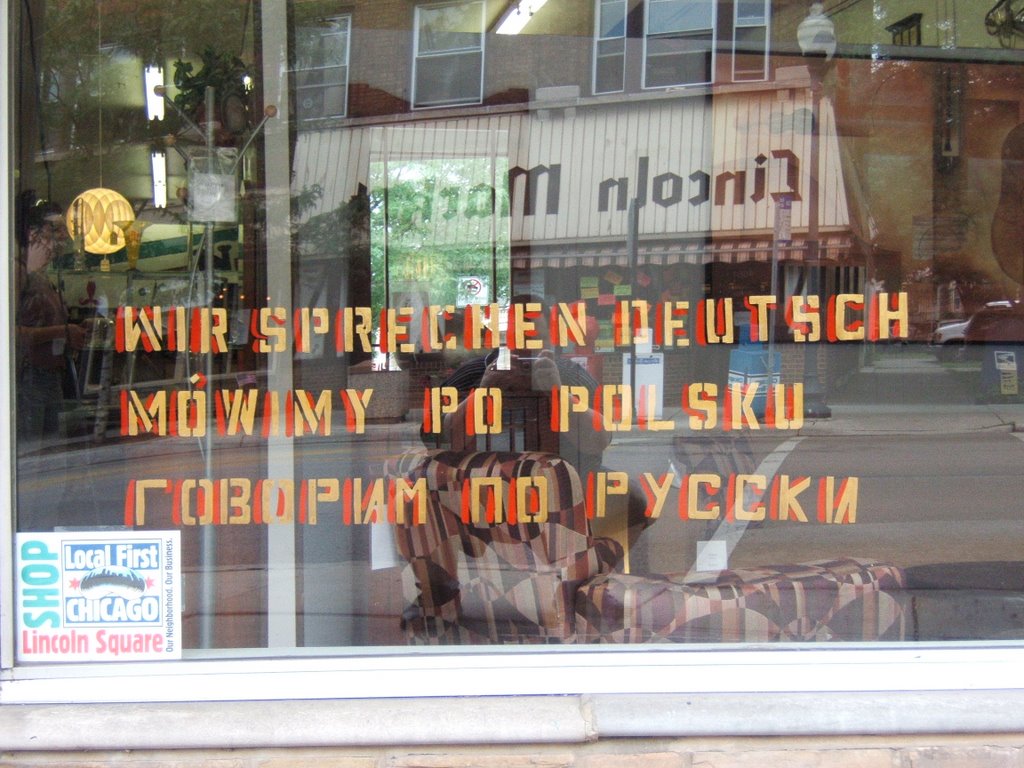 Lincoln
WIR SPRECHEN DEUTSCH
MÓWIMY PO POLSKU
ГОВОРИМ ПО РУССКИ
SHOP
Local First
CHICAGO
Lincoln Square
Our Neighborhood. Our Business.